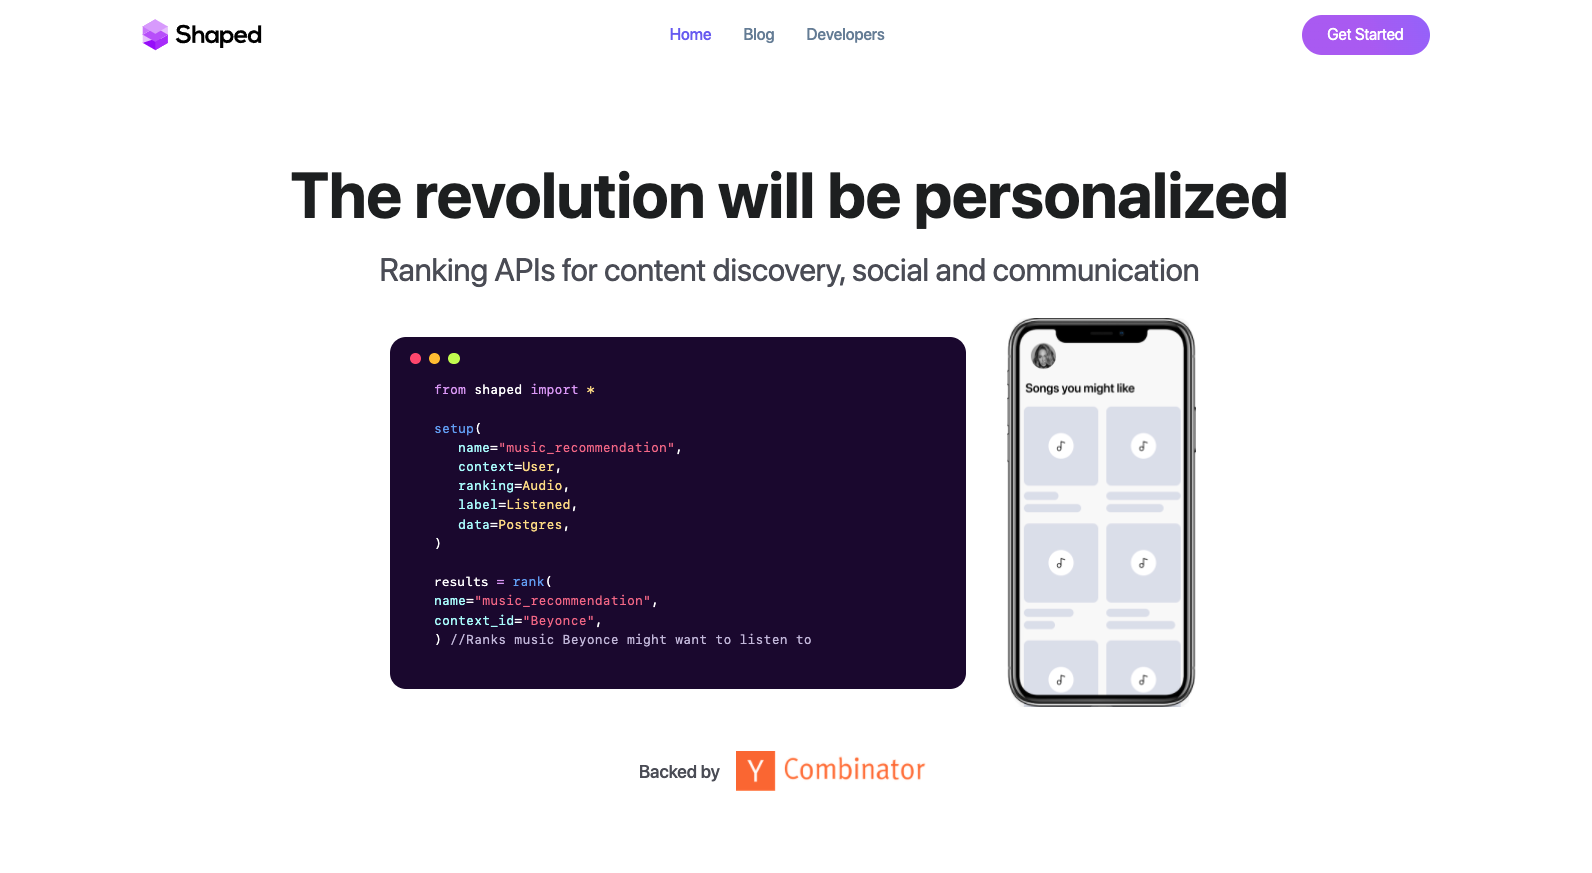 Shaped
Home Blog Developers Get Started
The revolution will be personalized
Ranking APIs for content discovery, social and communication
from shaped import *
setup(
name="music_recommendation",
context=User,
ranking=Audio,
label=Listened,
data=Postgres,
)
results = rank(
name="music_recommendation",
context_id="Beyonce",
) //Ranks music Beyonce might want to listen to
Songs you might like
Backed by Y Combinator